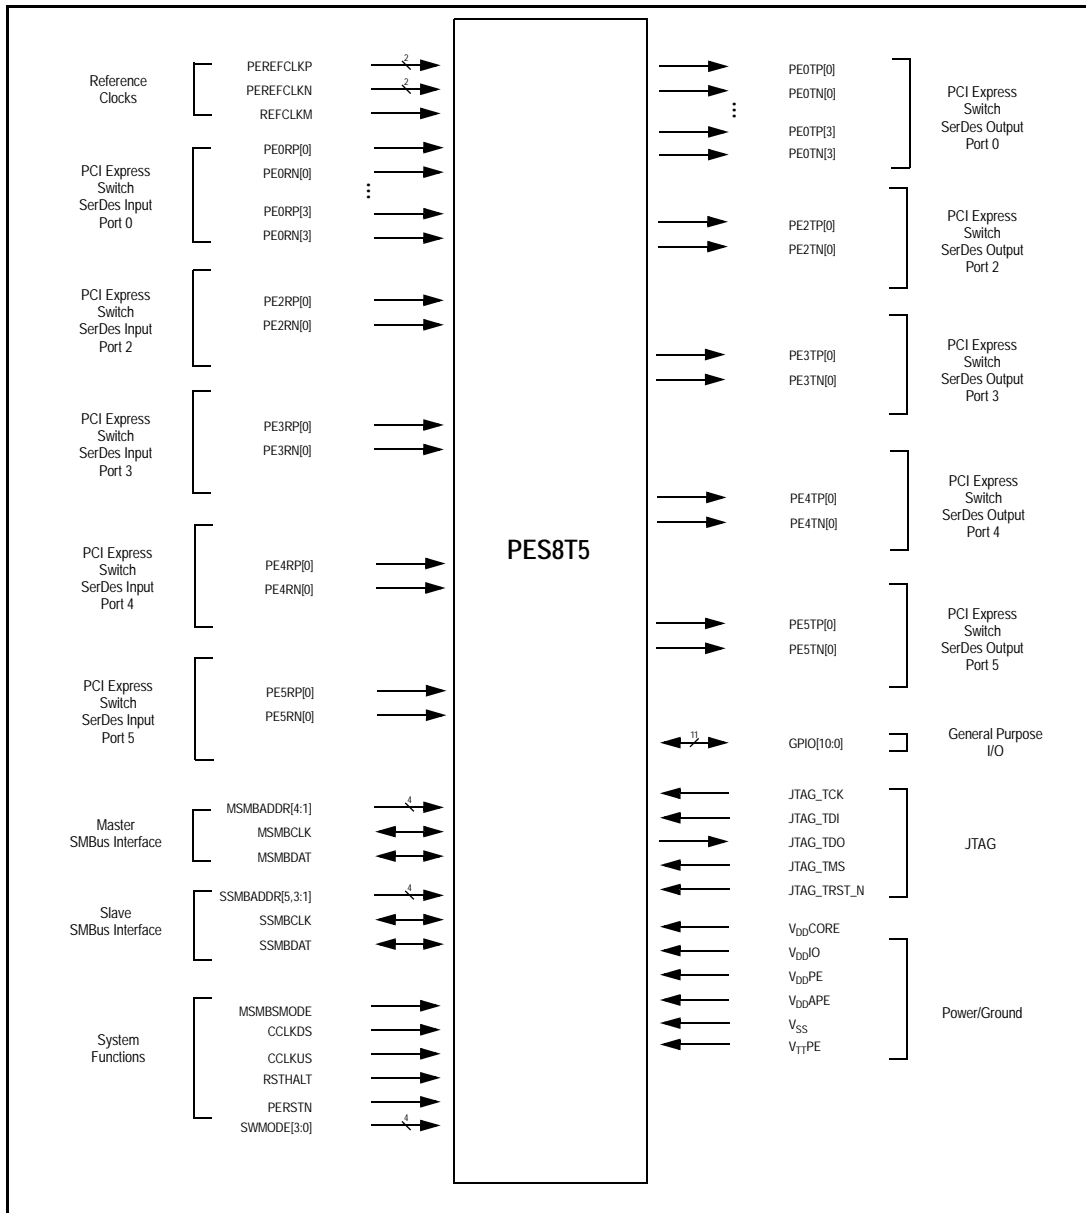 Reference
Clocks
PEREFCLKP
2
PEREFCLKN
2
REFCLKM
PCI Express
Switch
SerDes Input
Port 0
PE0RP[0]
PE0RN[0]
PE0RP[3]
PE0RN[3]
PCI Express
Switch
SerDes Input
Port 2
PE2RP[0]
PE2RN[0]
PCI Express
Switch
SerDes Input
Port 3
PE3RP[0]
PE3RN[0]
PCI Express
Switch
SerDes Input
Port 4
PE4RP[0]
PE4RN[0]
PCI Express
Switch
SerDes Input
Port 5
PE5RP[0]
PE5RN[0]
Master
SMBus Interface
MSMBADDR[4:1]
4
MSMBCLK
MSMBDAT
Slave
SMBus Interface
SSMBADDR[5,3:1]
4
SSMBCLK
SSMBDAT
System
Functions
MSMBSMODE
CCLKDS
CCLKUS
RSTHALT
PERSTN
SWMODE[3:0]
4
PES8T5
PE0TP[0]
PE0TN[0]
PE0TP[3]
PE0TN[3]
PCI Express
Switch
SerDes Output
Port 0
PE2TP[0]
PE2TN[0]
PCI Express
Switch
SerDes Output
Port 2
PE3TP[0]
PE3TN[0]
PCI Express
Switch
SerDes Output
Port 3
PE4TP[0]
PE4TN[0]
PCI Express
Switch
SerDes Output
Port 4
PE5TP[0]
PE5TN[0]
PCI Express
Switch
SerDes Output
Port 5
11
GPIO[10:0]
General Purpose
I/O
JTAG_TCK
JTAG_TDI
JTAG_TDO
JTAG_TMS
JTAG_TRST_N
JTAG
VDDCORE
VDDIO
VDDPE
VDDAPE
VSS
VTTPE
Power/Ground